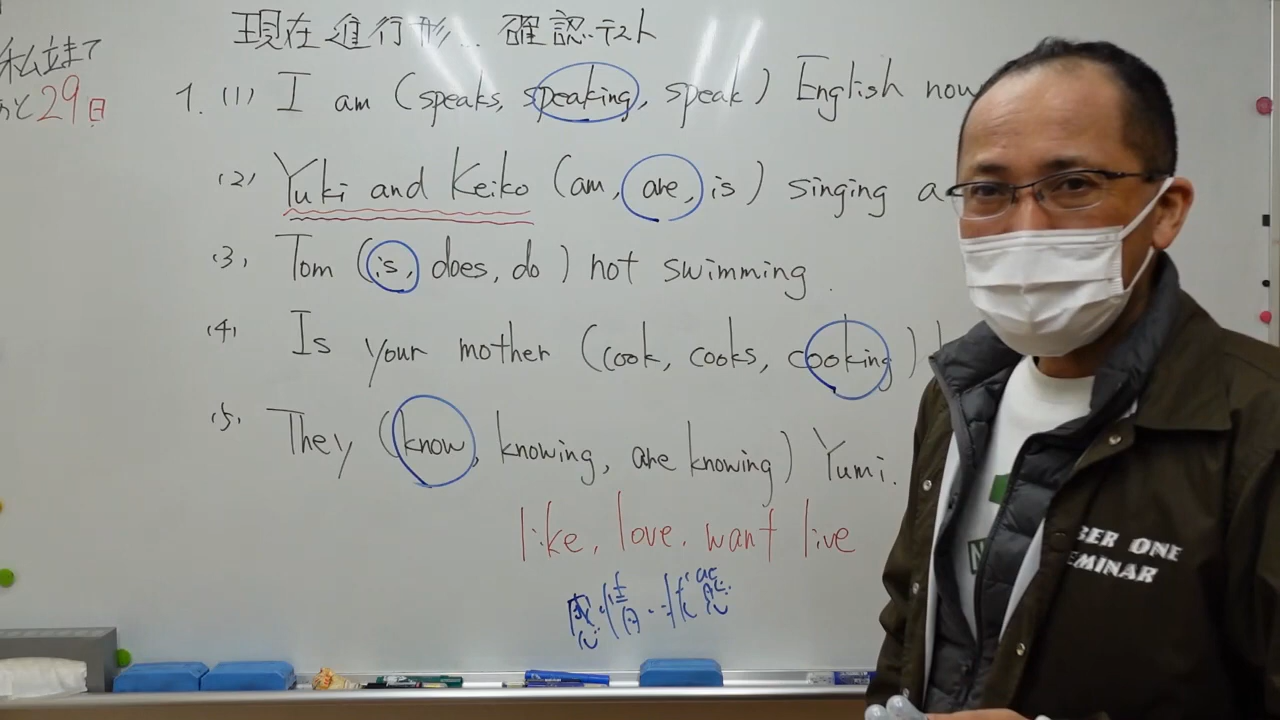 現在進行形… 確認テスト
私立まで
あと29日
1. (1) I am (speaks, speaking, speak) English now
(2) Yuki and Keiko (am, are, is) singing a
(3) Tom (is, does, do) not swimming.
(4) Is your mother (cook, cooks, cooking)
(5) They (know, knowing, are knowing) Yumi.
like, love, want live
感情・状態
BER ONE
EMINAR